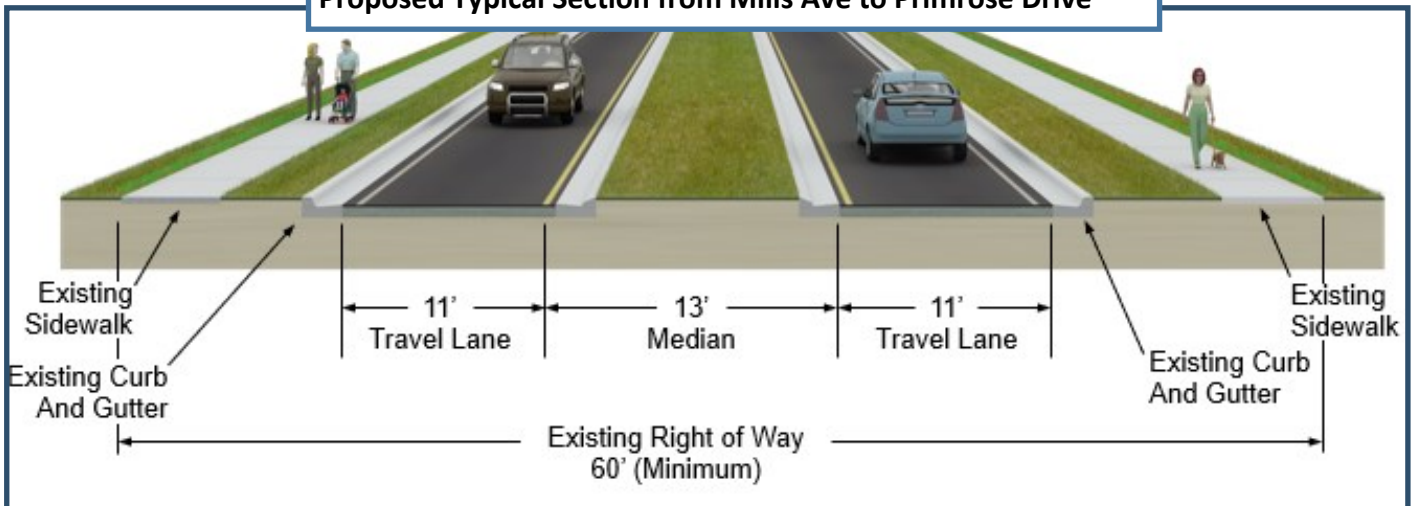 Proposed Typical Section from Mills Ave to Primrose Drive
Existing
Sidewalk
Existing Curb
And Gutter
11'
Travel Lane
13'
Median
11'
Travel Lane
Existing
Sidewalk
Existing Curb
And Gutter
Existing Right of Way
60' (Minimum)